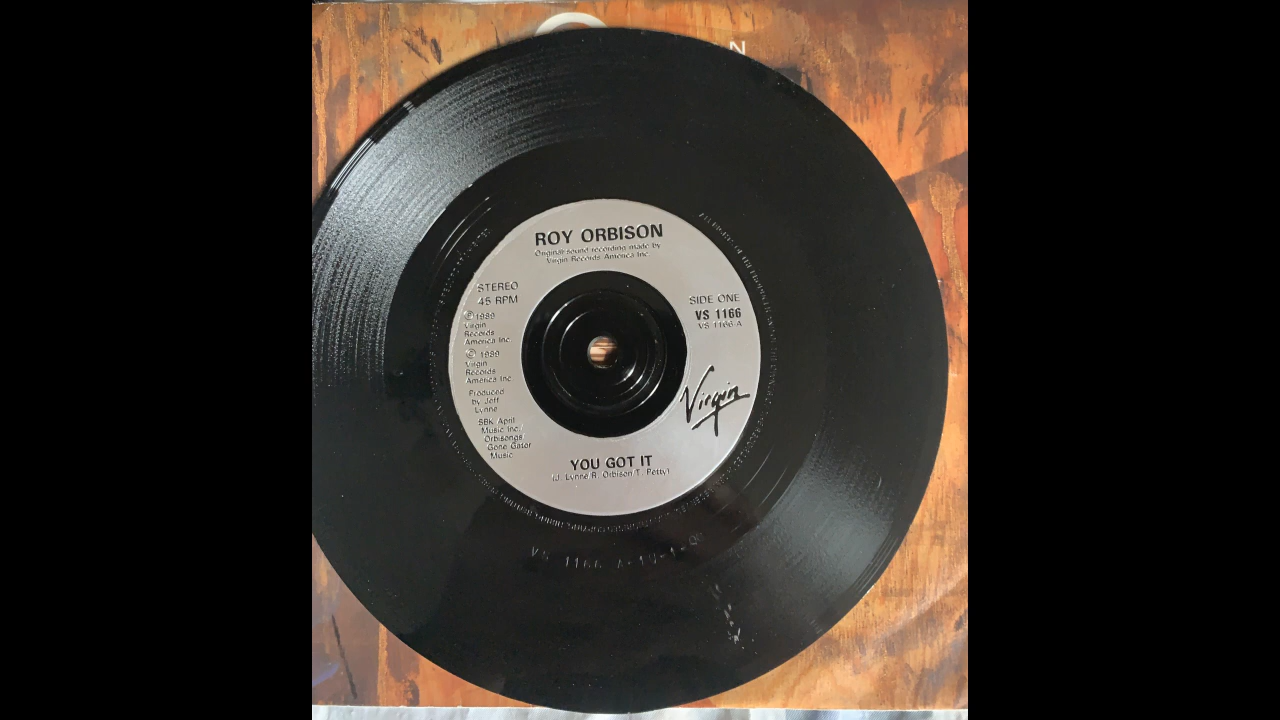 N
ROY ORBISON
Original sound recording made by
Virgin Records America Inc
STEREO
45 RPM
℗ 1989
Virgin
Records
America Inc.
© 1989
Virgin
Records
America Inc
Produced
by Jeff
Lynne
SBK April
Music Inc./
Orbisongs/
Gone Gator
Music
SIDE ONE
VS 1166
VS 1166 A
Virgin
YOU GOT IT
(J. Lynne/R. Orbison/T. Petty)
VS 1166 A